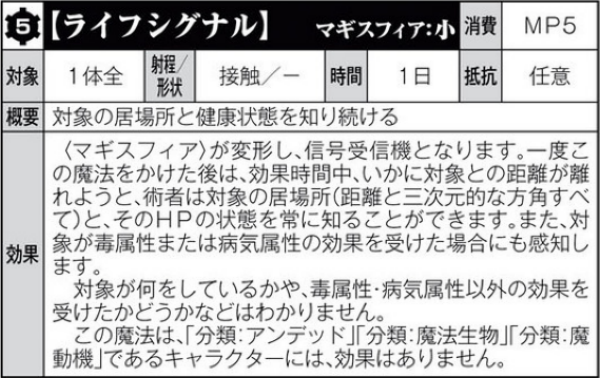 5 【ライフシグナル】 マギスフィア：小 消費 MP5
対象 1体全 射程／形状 接触／－ 時間 1日 抵抗 任意
概要 対象の居場所と健康状態を知り続ける
効果
〈マギスフィア〉が変形し、信号受信機となります。一度こ
の魔法をかけた後は、効果時間中、いかに対象との距離が離
れようと、術者は対象の居場所（距離と三次元的な方角すべ
て）と、そのHPの状態を常に知ることができます。また、対
象が毒属性または病気属性の効果を受けた場合にも感知しま
す。
対象が何をしているかや、毒属性・病気属性以外の効果を
受けたかどうかなどはわかりません。
この魔法は、「分類：アンデッド」「分類：魔法生物」「分類：魔
動機」であるキャラクターには、効果はありません。